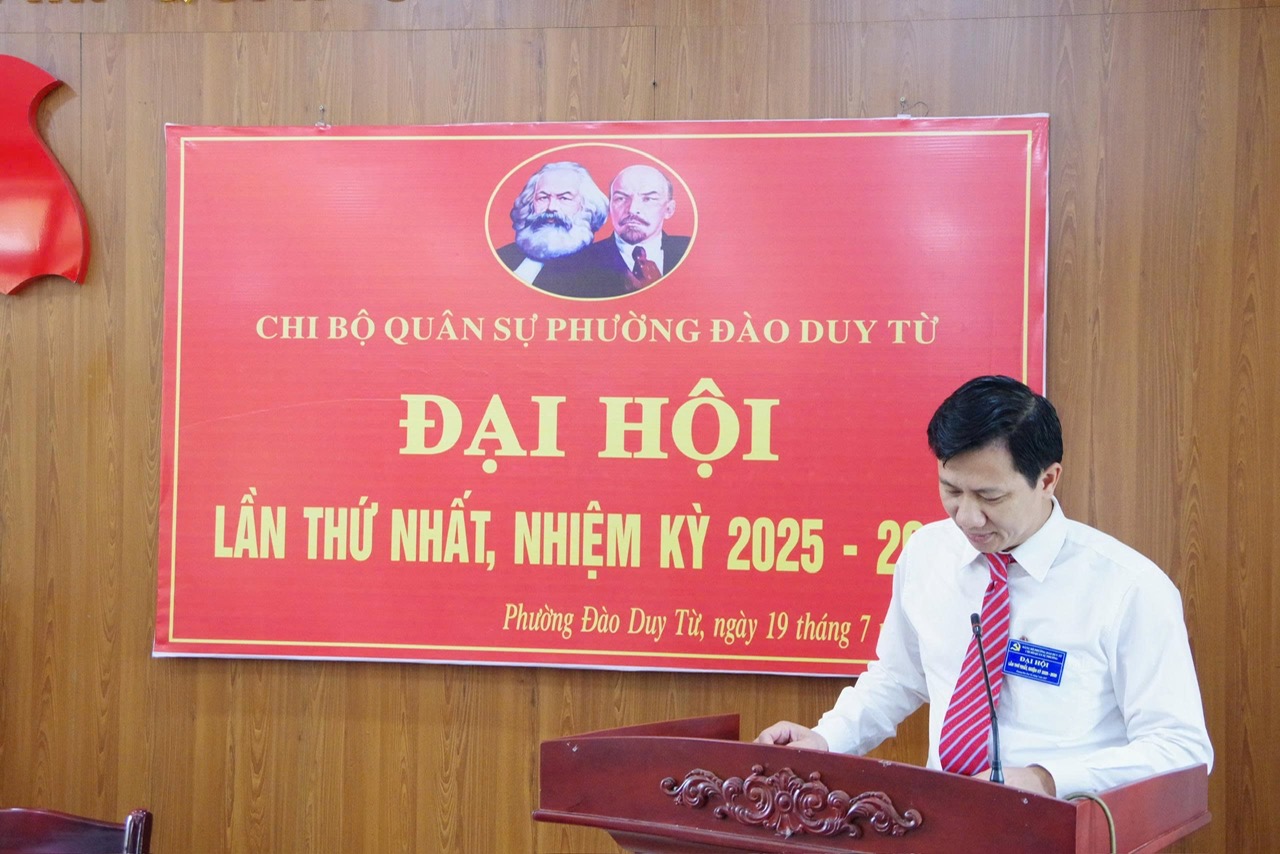 CHI BỘ QUÂN SỰ PHƯỜNG ĐÀO DUY TỪ
ĐẠI HỘI
LẦN THỨ NHẤT, NHIỆM KỲ 2025 - 20
Phường Đào Duy Từ, ngày 19 tháng 7
ĐẠI HỘI